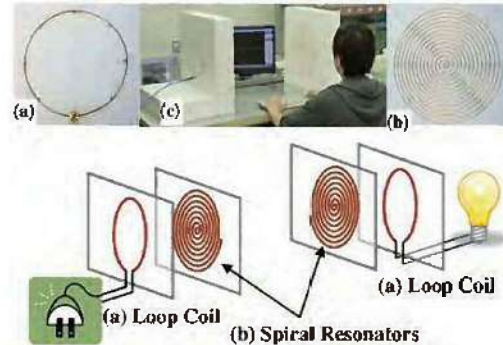 (a)
(c)
(b)
(a) Loop Coil
(a) Loop Coil
(b) Spiral Resonators